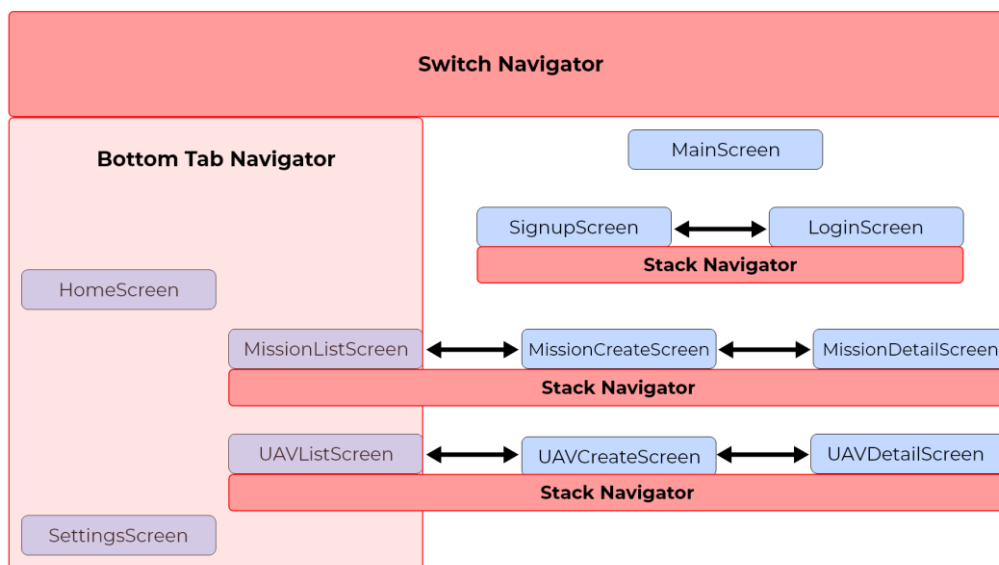 Switch Navigator
Bottom Tab Navigator
MainScreen
SignupScreen
LoginScreen
Stack Navigator
HomeScreen
MissionListScreen
MissionCreateScreen
MissionDetailScreen
Stack Navigator
UAVListScreen
UAVCreateScreen
UAVDetailScreen
Stack Navigator
SettingsScreen